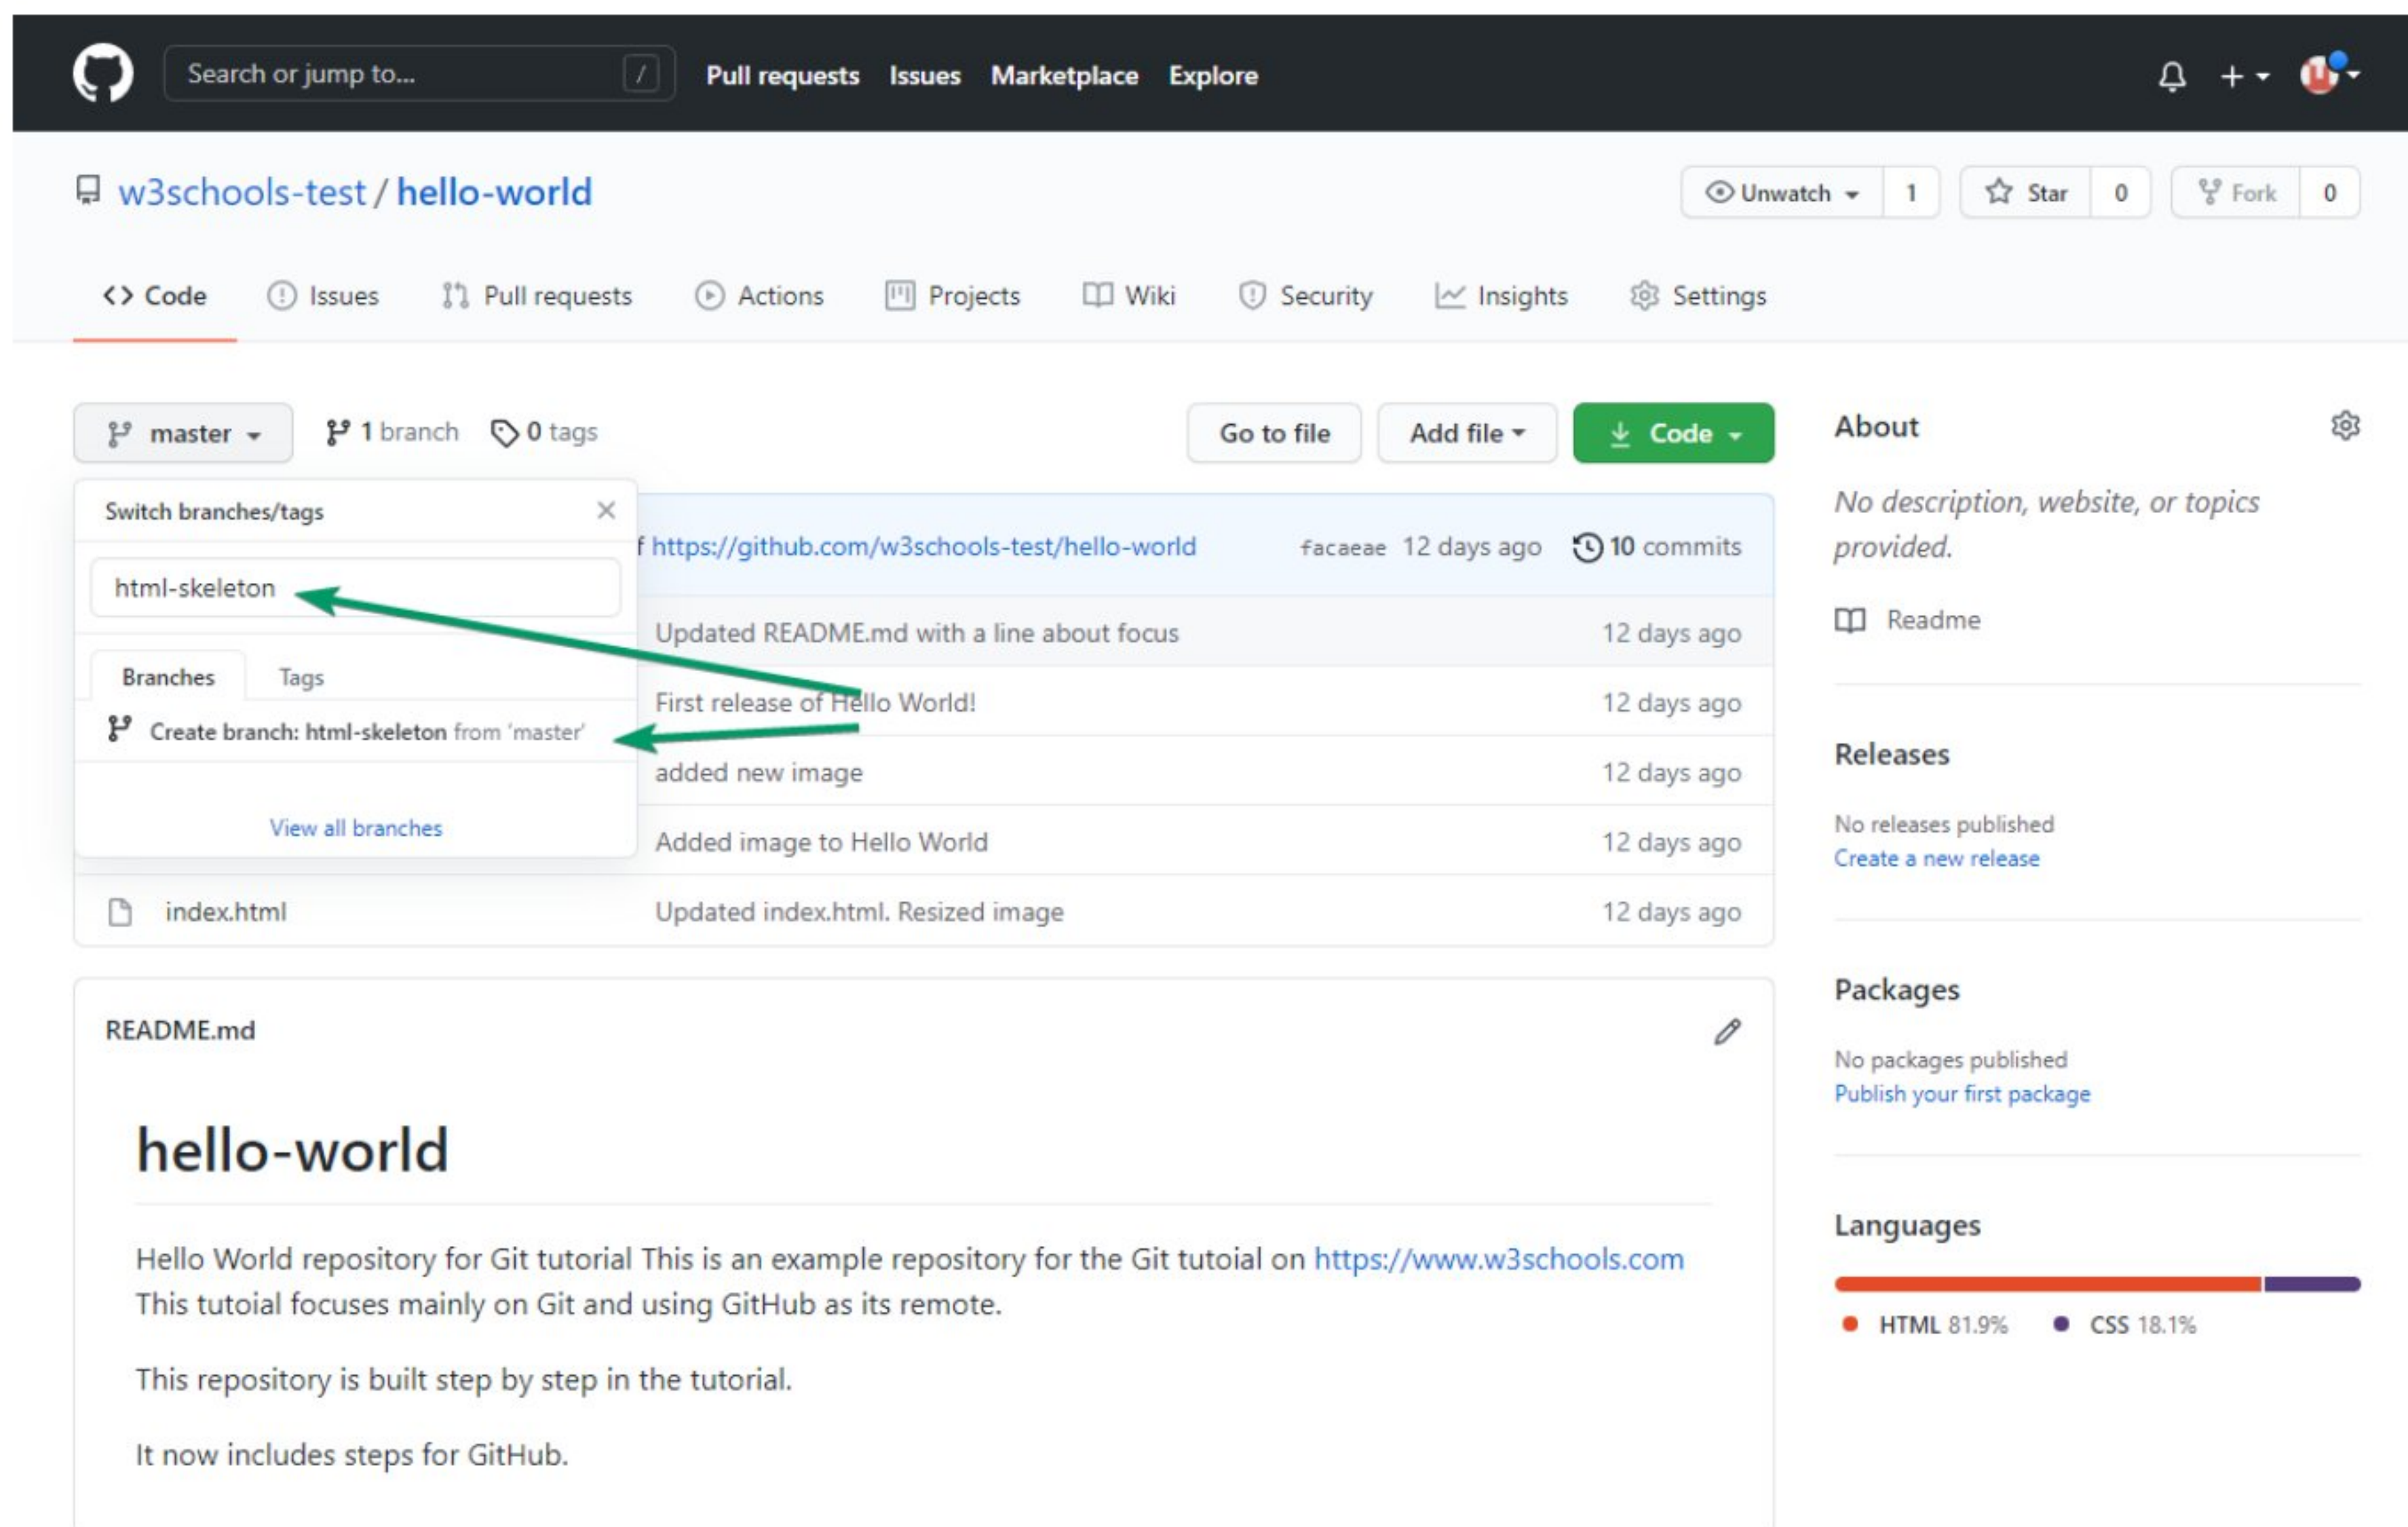 Search or jump to... / Pull requests Issues Marketplace Explore
w3schools-test / hello-world Unwatch 1 Star 0 Fork 0
Code Issues Pull requests Actions Projects Wiki Security Insights Settings
master 1 branch 0 tags Go to file Add file Code
Switch branches/tags
html-skeleton
Branches Tags
Create branch: html-skeleton from 'master'
View all branches
f https://github.com/w3schools-test/hello-world facaeae 12 days ago 10 commits
Updated README.md with a line about focus 12 days ago
First release of Hello World! 12 days ago
added new image 12 days ago
Added image to Hello World 12 days ago
index.html Updated index.html. Resized image 12 days ago
README.md
hello-world
Hello World repository for Git tutorial This is an example repository for the Git tutoial on https://www.w3schools.com
This tutoial focuses mainly on Git and using GitHub as its remote.
This repository is built step by step in the tutorial.
It now includes steps for GitHub.
About
No description, website, or topics
provided.
Readme
Releases
No releases published
Create a new release
Packages
No packages published
Publish your first package
Languages
HTML 81.9% CSS 18.1%